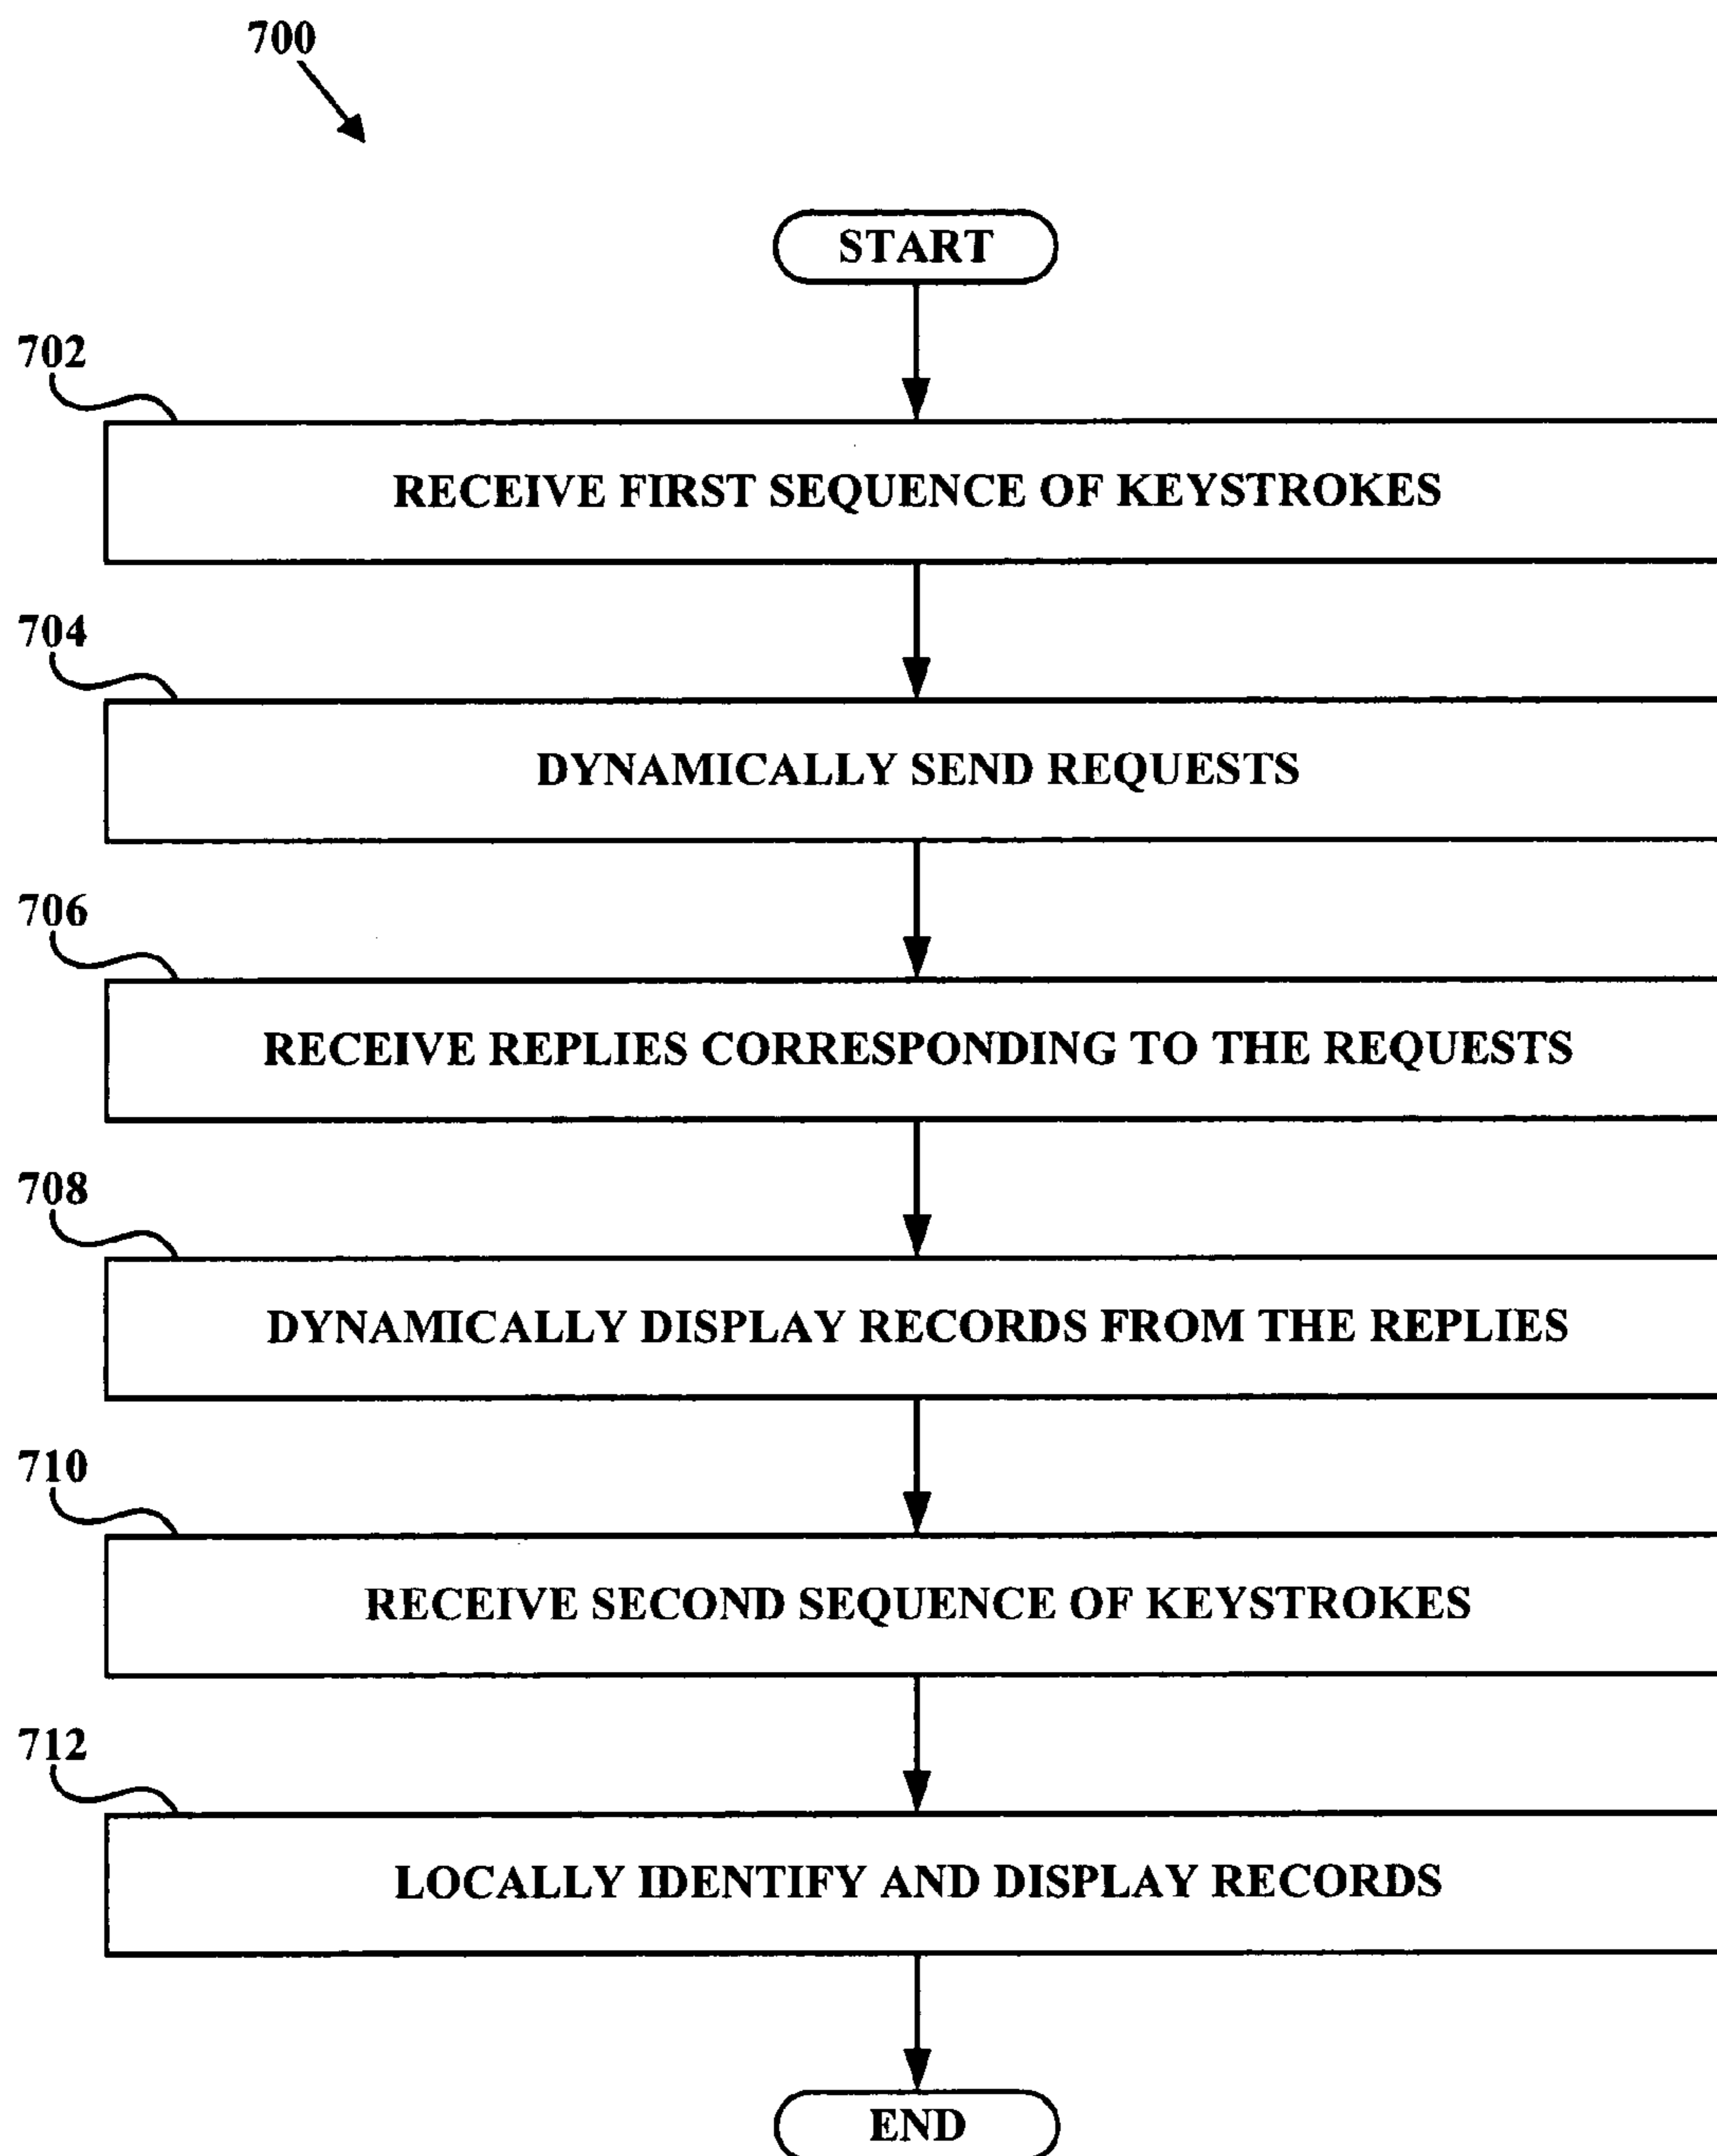 700
START
702
RECEIVE FIRST SEQUENCE OF KEYSTROKES
704
DYNAMICALLY SEND REQUESTS
706
RECEIVE REPLIES CORRESPONDING TO THE REQUESTS
708
DYNAMICALLY DISPLAY RECORDS FROM THE REPLIES
710
RECEIVE SECOND SEQUENCE OF KEYSTROKES
712
LOCALLY IDENTIFY AND DISPLAY RECORDS
END